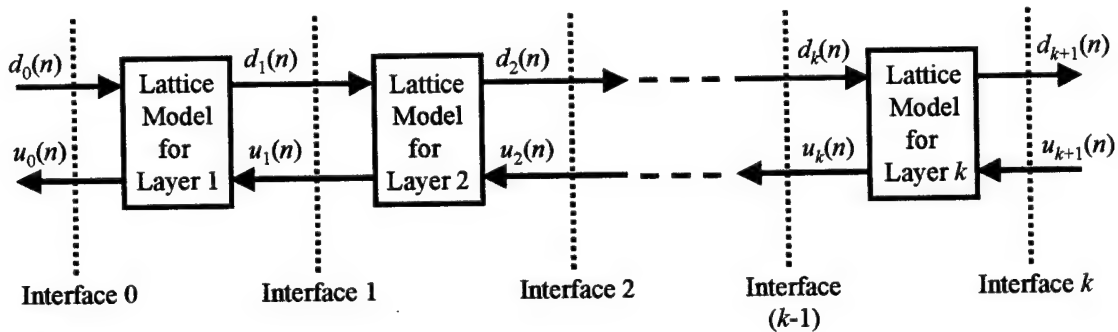 d₀(n)
d₁(n)
d₂(n)
dₖ(n)
dₖ₊₁(n)
Lattice
Model
for
Layer 1
Lattice
Model
for
Layer 2
Lattice
Model
for
Layer k
u₀(n)
u₁(n)
u₂(n)
uₖ(n)
uₖ₊₁(n)
Interface 0
Interface 1
Interface 2
Interface
(k-1)
Interface k